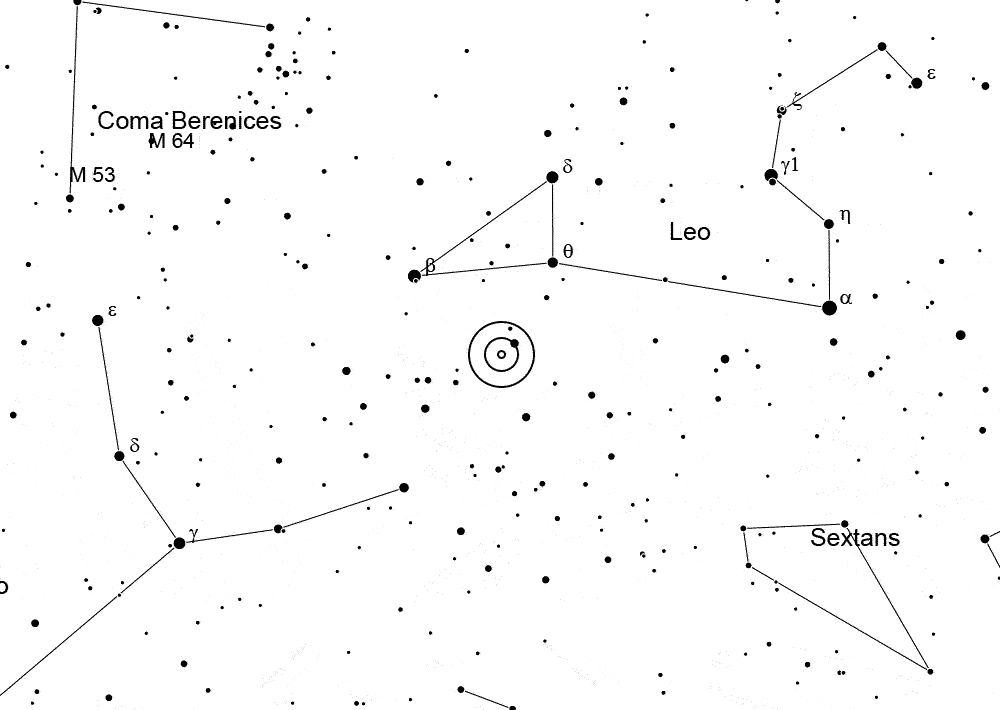 ε
ζ
Coma Berenices
M 64
δ
γ1
M 53
η
Leo
θ
β
α
ε
δ
γ
Sextans
o